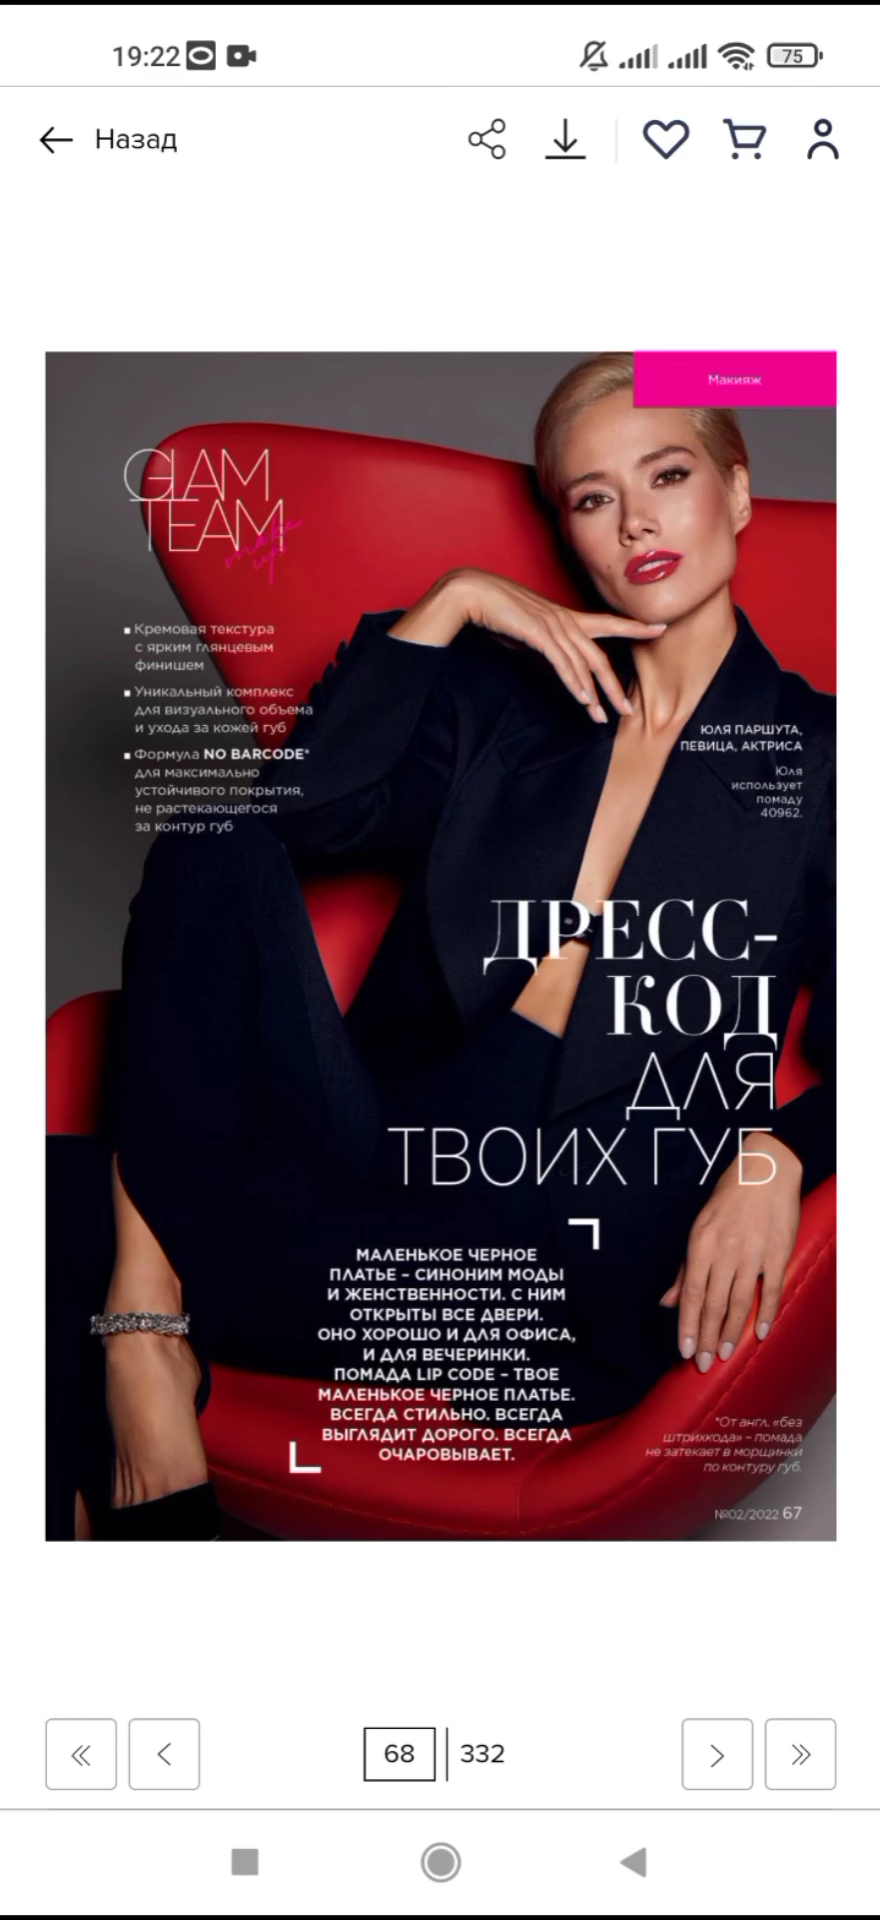 19:22
75
Назад
Макияж
GLAM
TEAM
make
up
▪ Кремовая текстура
с ярким глянцевым
финишем
▪ Уникальный комплекс
для визуального объема
и ухода за кожей губ
▪ Формула NO BARCODE*
для максимально
устойчивого покрытия,
не растекающегося
за контур губ
ЮЛЯ ПАРШУТА,
ПЕВИЦА, АКТРИСА
Юля
использует
помаду
40962.
ДРЕСС-
КОД
ДЛЯ
ТВОИХ ГУБ
МАЛЕНЬКОЕ ЧЕРНОЕ
ПЛАТЬЕ – СИНОНИМ МОДЫ
И ЖЕНСТВЕННОСТИ. С НИМ
ОТКРЫТЫ ВСЕ ДВЕРИ.
ОНО ХОРОШО И ДЛЯ ОФИСА,
И ДЛЯ ВЕЧЕРИНКИ.
ПОМАДА LIP CODE – ТВОЕ
МАЛЕНЬКОЕ ЧЕРНОЕ ПЛАТЬЕ.
ВСЕГДА СТИЛЬНО. ВСЕГДА
ВЫГЛЯДИТ ДОРОГО. ВСЕГДА
ОЧАРОВЫВАЕТ.
*От англ. «без
штрихкода» – помада
не затекает в морщинки
по контуру губ.
№02/2022 67
68 | 332